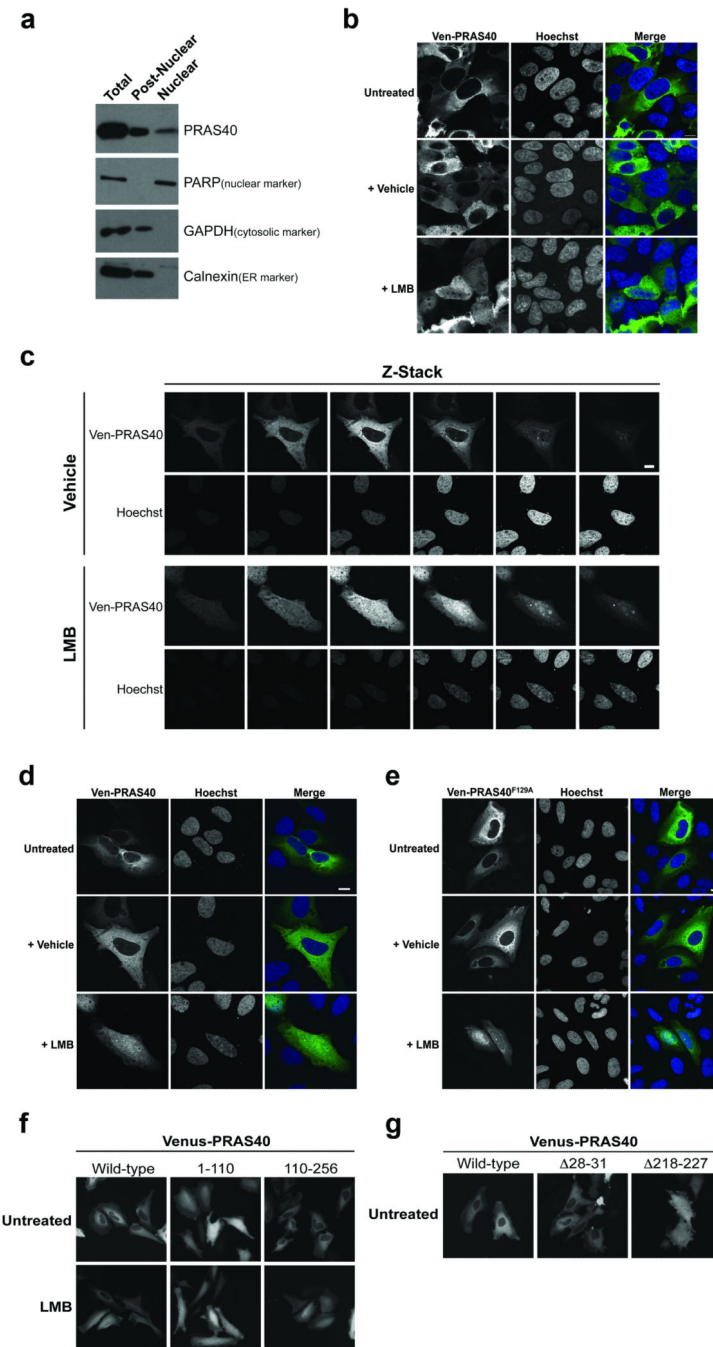 a
Total Post-Nuclear Nuclear
PRAS40
PARP(nuclear marker)
GAPDH(cytosolic marker)
Calnexin(ER marker)
b
Ven-PRAS40 Hoechst Merge
Untreated
+ Vehicle
+ LMB
c
Z-Stack
Vehicle
Ven-PRAS40
Hoechst
LMB
Ven-PRAS40
Hoechst
d
Ven-PRAS40 Hoechst Merge
Untreated
+ Vehicle
+ LMB
e
Ven-PRAS40F129A Hoechst Merge
Untreated
+ Vehicle
+ LMB
f
Venus-PRAS40
Wild-type 1-110 110-256
Untreated
LMB
g
Venus-PRAS40
Wild-type Δ28-31 Δ218-227
Untreated